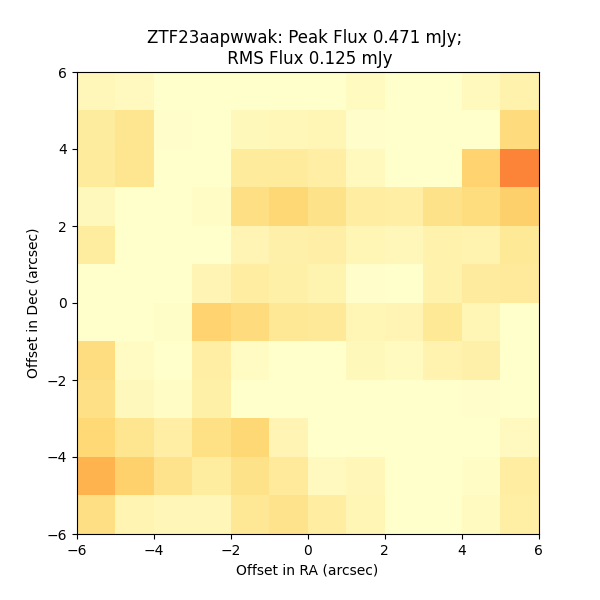 ZTF23aapwwak: Peak Flux 0.471 mJy;
RMS Flux 0.125 mJy
6
4
2
0
−2
−4
−6
Offset in Dec (arcsec)
−6 −4 −2 0 2 4 6
Offset in RA (arcsec)